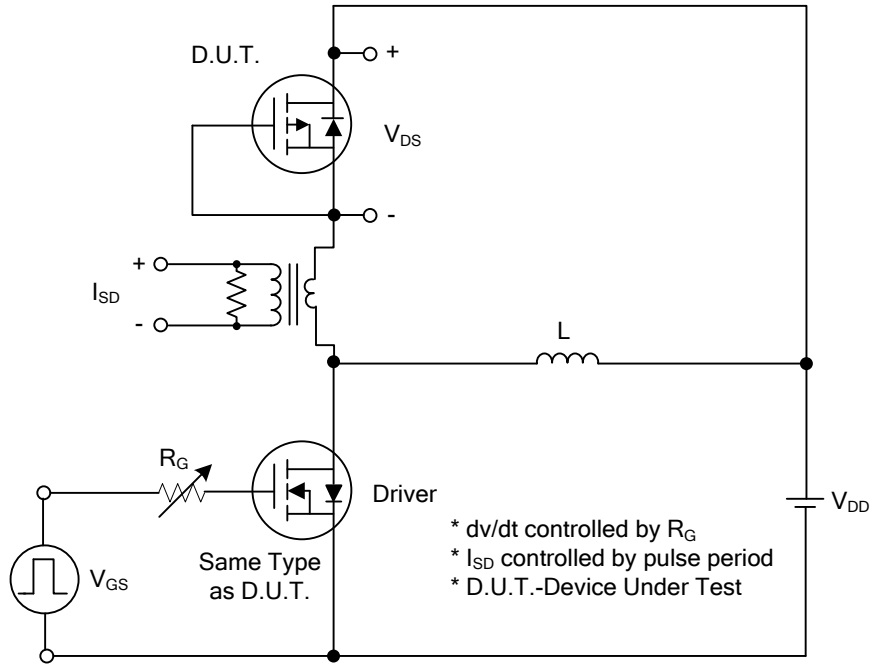 D.U.T.
+
V_DS
-
+
I_SD
-
L
R_G
Driver
V_DD
Same Type
as D.U.T.
V_GS
* dv/dt controlled by R_G
* I_SD controlled by pulse period
* D.U.T.-Device Under Test